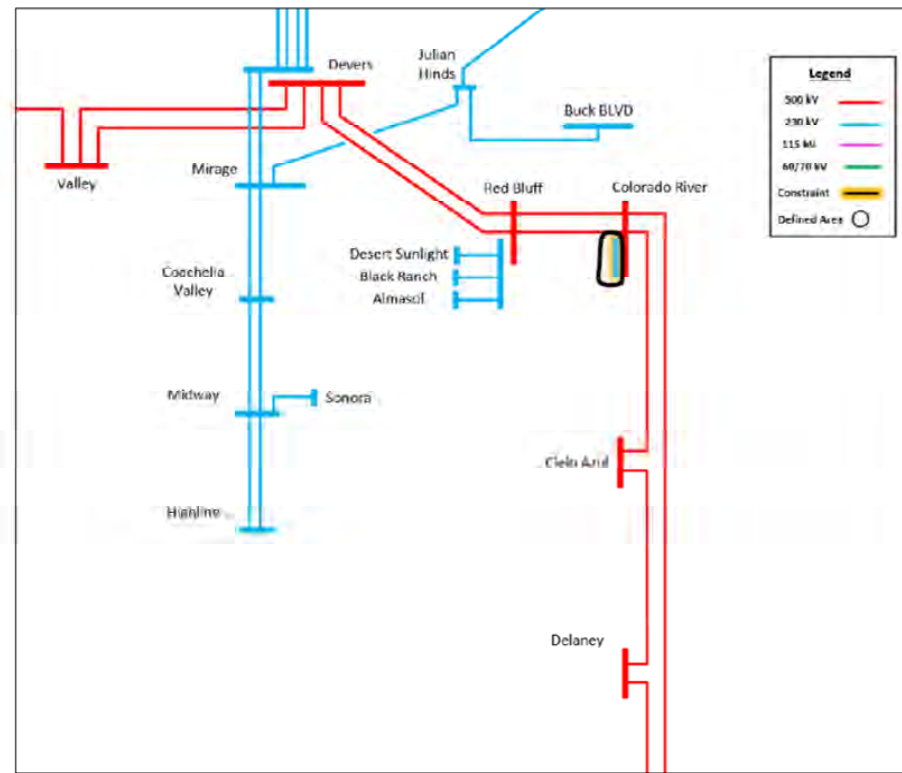 Devers
Julian
Hinds
Buck BLVD
Legend
500 kV
230 kV
115 kV
60/70 kV
Constraint
Defined Area
Valley
Mirage
Red Bluff
Colorado River
Desert Sunlight
Black Ranch
Almasol
Coachella
Valley
Midway
Sonora
Cielo Azul
Highline
Delaney